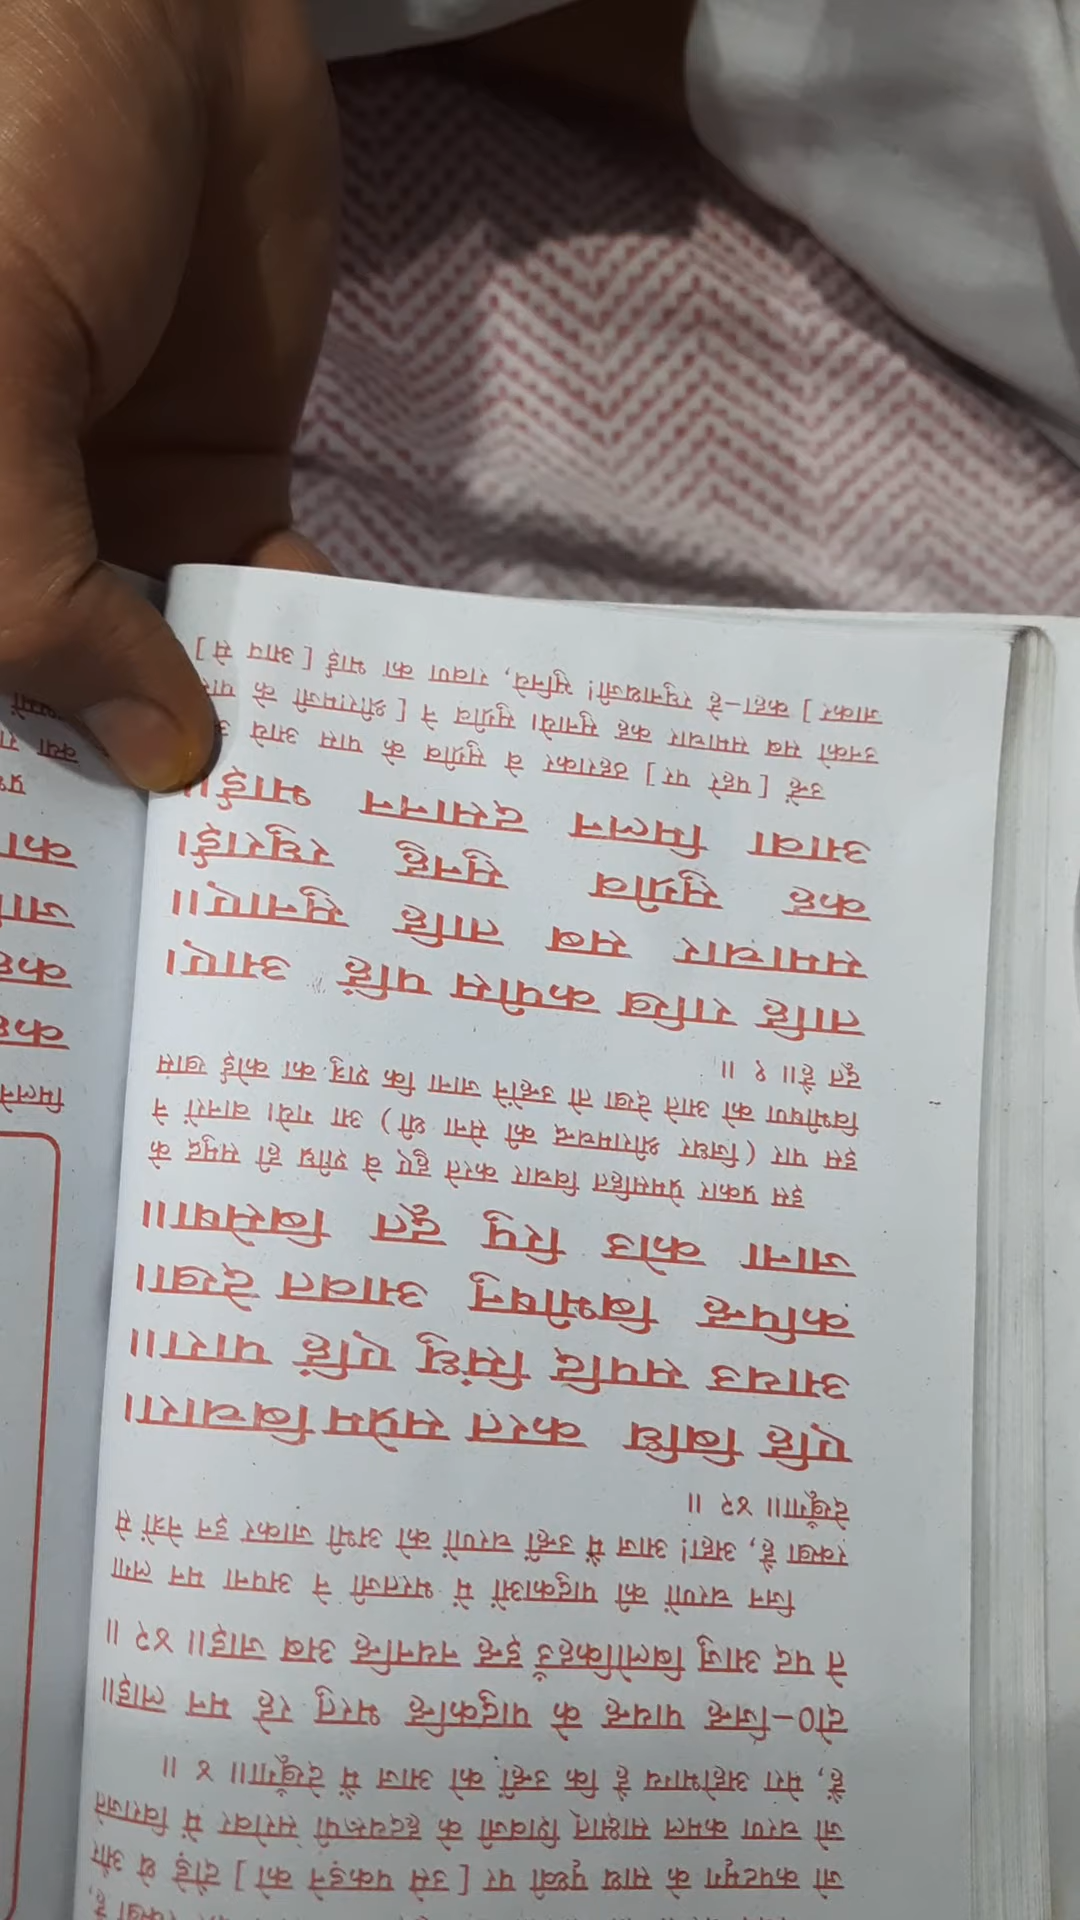 जो कपटमृग के साथ पृथ्वी पर [ उसे पकड़ने को ] दौड़े थे और
जो चरण कमल साक्षात् शिवजी के हृदयरूपी सरोवर में विराजते
हैं, मेरा अहोभाग्य है कि उन्हीं को आज मैं देखूँगा॥ ४ ॥
दो०-जिन्ह पायन्ह के पादुकन्हि भरतु रहे मन लाइ॥
ते पद आजु बिलोकिहउँ इन्ह नयनन्हि अब जाइ॥ ४२ ॥
जिन चरणों की पादुकाओं में भरतजी ने अपना मन लगा
रक्खा है, अहा! आज मैं उन्हीं चरणों को अभी जाकर इन नेत्रों से
देखूँगा॥ ४२ ॥
एहि बिधि करत सप्रेम बिचारा।
आयउ सपदि सिंधु एहिं पारा॥
कपिन्ह बिभीषनु आवत देखा।
जाना कोउ रिपु दूत बिसेषा॥
इस प्रकार प्रेमसहित विचार करते हुए वे शीघ्र ही समुद्र के
इस पार ( जिधर श्रीरामचन्द्र की सेना थी ) आ गये। वानरों ने
विभीषण को आते देखा तो उन्होंने जाना कि शत्रु का कोई खास
दूत है॥ १ ॥
ताहि राखि कपीस पहिं आए।
समाचार सब ताहि सुनाए॥
कह सुग्रीव सुनहु रघुराई।
आवा मिलन दसानन भाई॥
उन्हें [ पहरे पर ] ठहराकर वे सुग्रीव के पास आये
उनको सब समाचार कह सुनाये। सुग्रीव ने [ श्रीरामजी के
जाकर ] कहा-हे रघुनाथजी! सुनिये, रावण का भाई [ आप से ]
मिलने
का